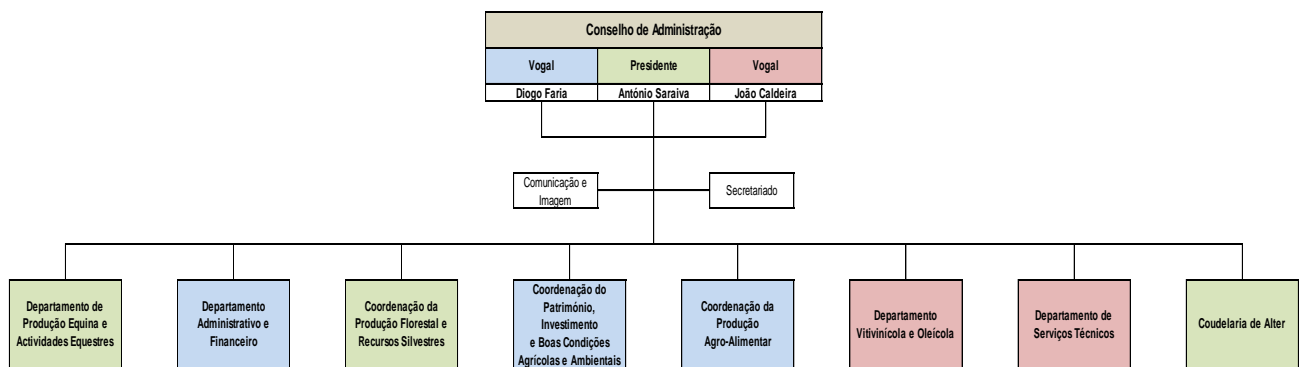 Conselho de Administração
Vogal
Presidente
Vogal
Diogo Faria
António Saraiva
João Caldeira
Comunicação e
Imagem
Secretariado
Departamento de
Produção Equina e
Actividades Equestres
Departamento
Administrativo e
Financeiro
Coordenação da
Produção Florestal e
Recursos Silvestres
Coordenação do
Património,
Investimento
e Boas Condições
Agrícolas e Ambientais
Coordenação da
Produção
Agro-Alimentar
Departamento
Vitivinícola e Oleícola
Departamento de
Serviços Técnicos
Coudelaria de Alter